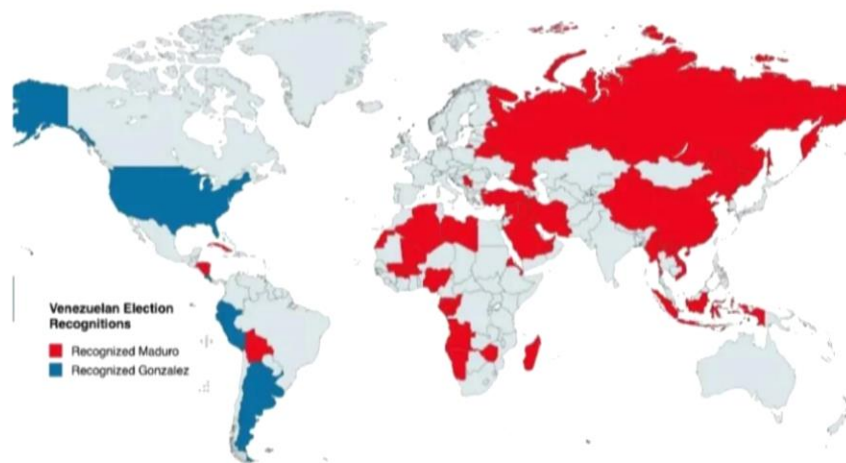 Venezuelan Election
Recognitions
Recognized Maduro
Recognized Gonzalez